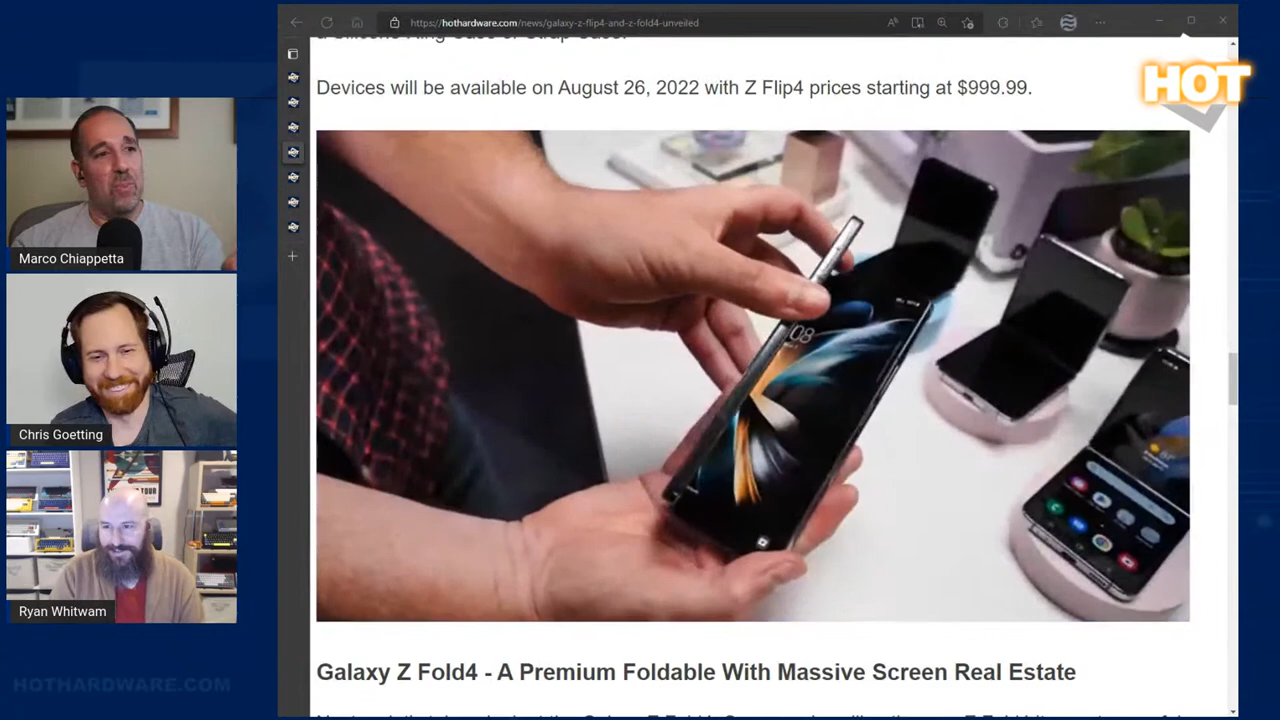 https://hothardware.com/news/galaxy-z-flip4-and-z-fold4-unveiled
HOT
Devices will be available on August 26, 2022 with Z Flip4 prices starting at $999.99.
Marco Chiappetta
Chris Goetting
Ryan Whitwam
08
Galaxy Z Fold4 - A Premium Foldable With Massive Screen Real Estate
HOTHARDWARE.COM